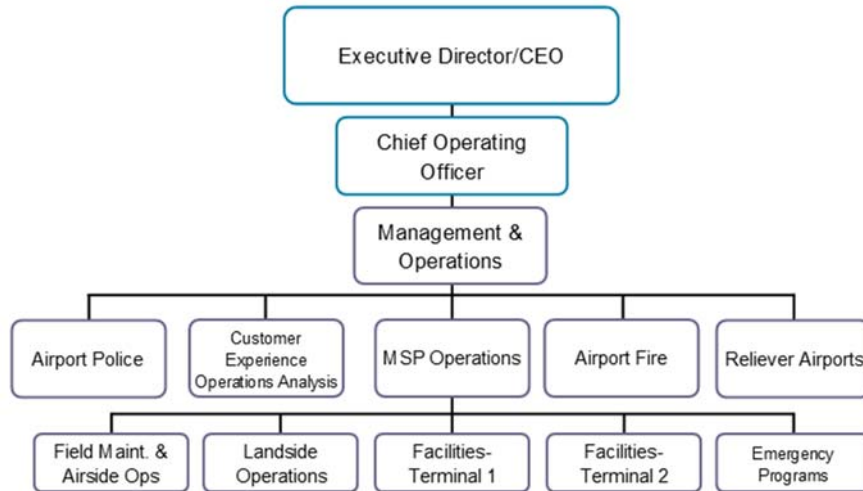 Executive Director/CEO
Chief Operating
Officer
Management &
Operations
Airport Police
Customer
Experience
Operations Analysis
MSP Operations
Airport Fire
Reliever Airports
Field Maint. &
Airside Ops
Landside
Operations
Facilities-
Terminal 1
Facilities-
Terminal 2
Emergency
Programs